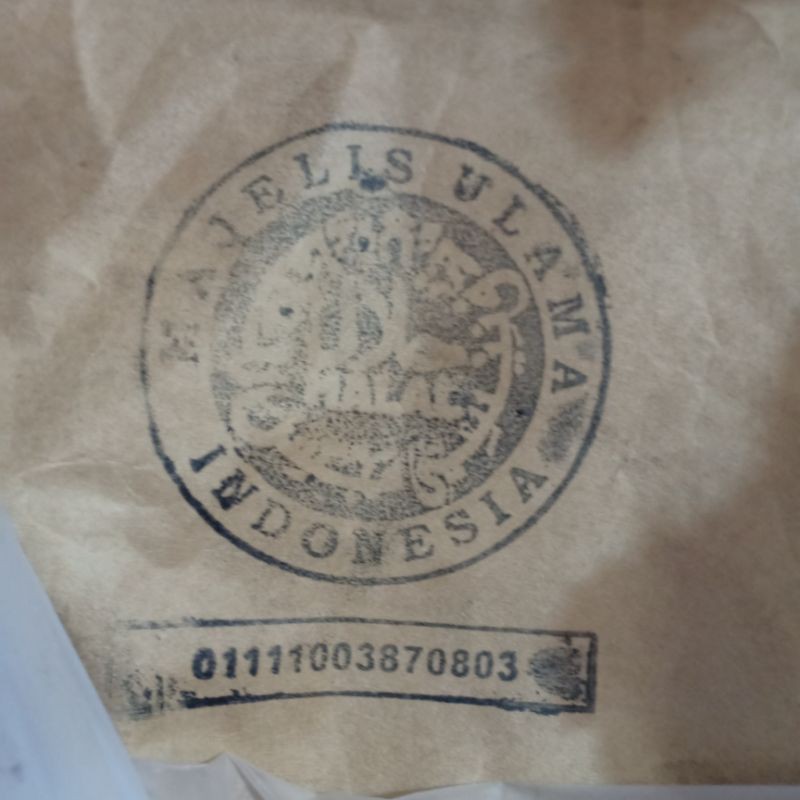 MAJELIS ULAMA
HALAL
INDONESIA
01111003870803